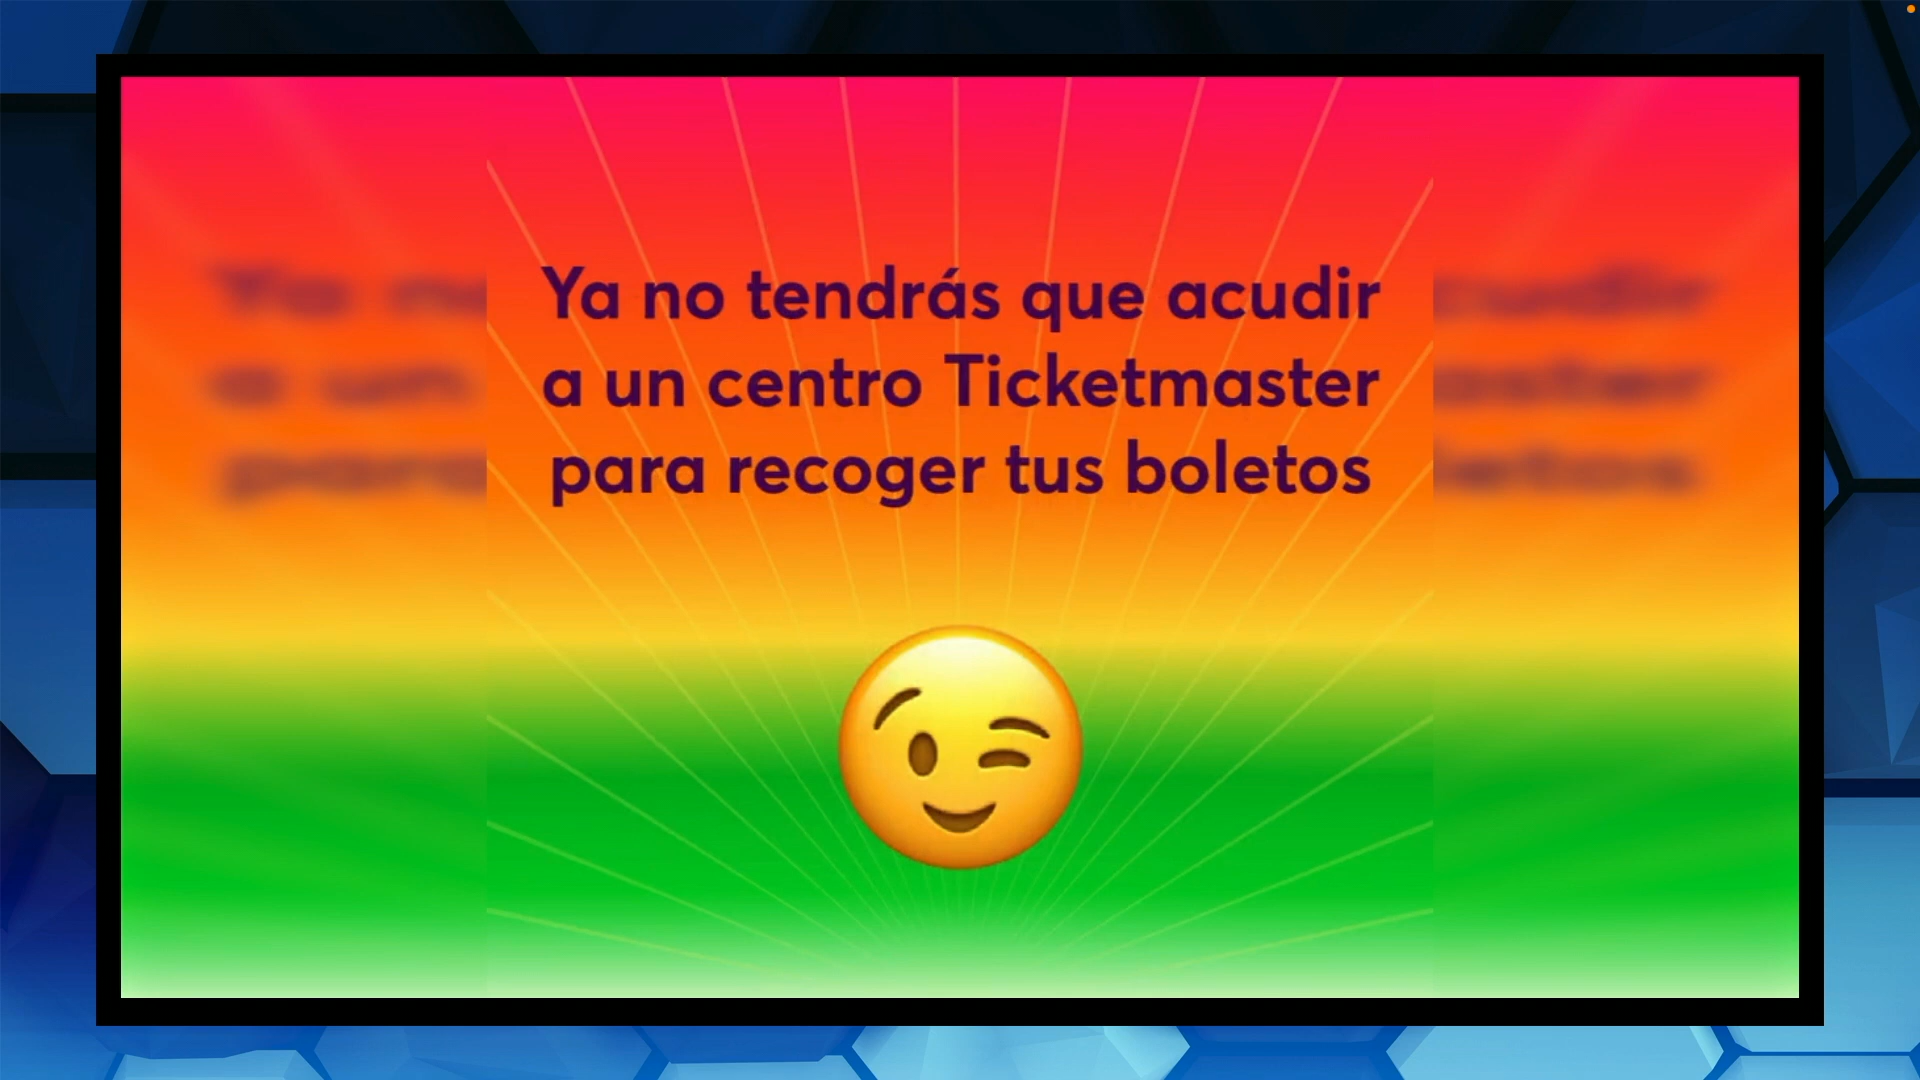 Ya no tendrás que acudir
a un centro Ticketmaster
para recoger tus boletos